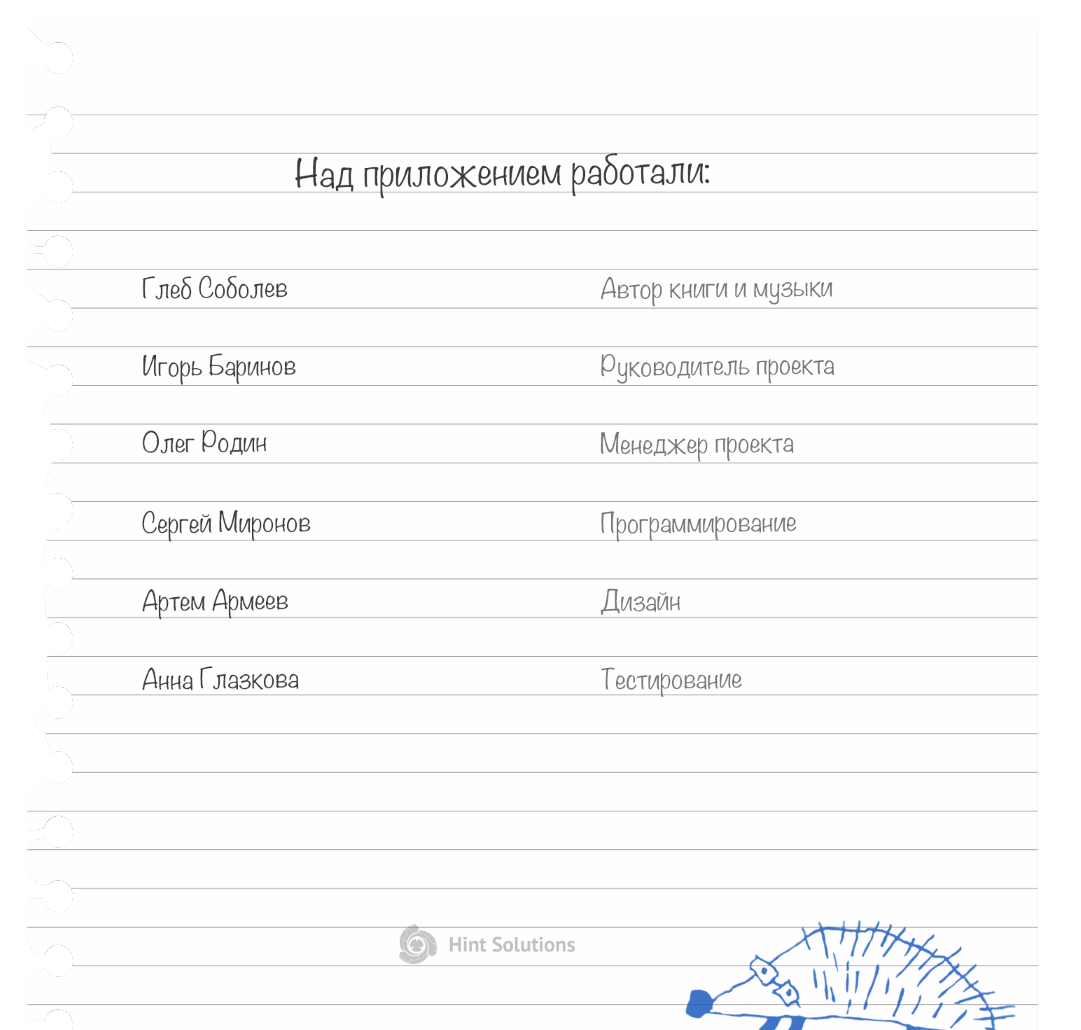 Над приложением работали:
Глеб Соболев Автор книги и музыки
Игорь Баринов Руководитель проекта
Олег Родин Менеджер проекта
Сергей Миронов Программирование
Артем Армеев Дизайн
Анна Глазкова Тестирование
Hint Solutions